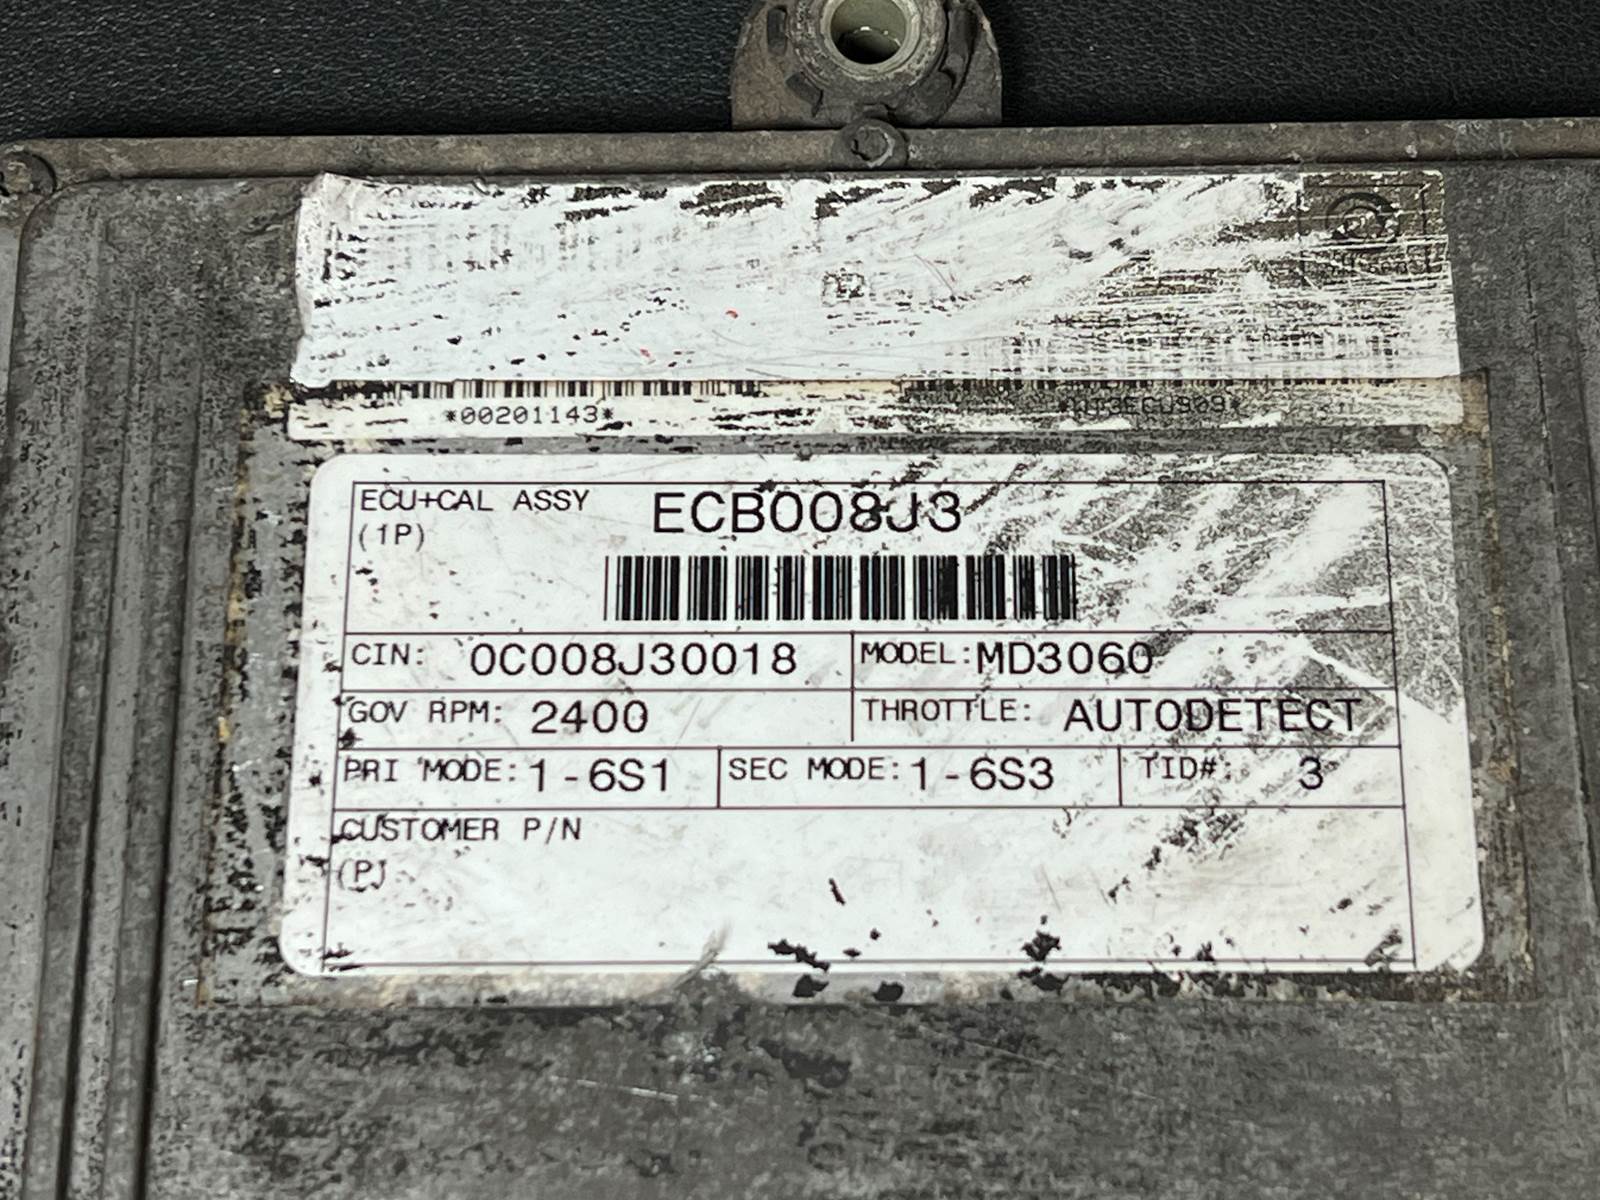 *00201143*
ECU+CAL ASSY ECB008J3
(1P)
CIN: 0C008J30018 MODEL: MD3060
GOV RPM: 2400 THROTTLE: AUTODETECT
PRI MODE: 1-6S1 SEC MODE: 1-6S3 TID#: 3
CUSTOMER P/N
(P)